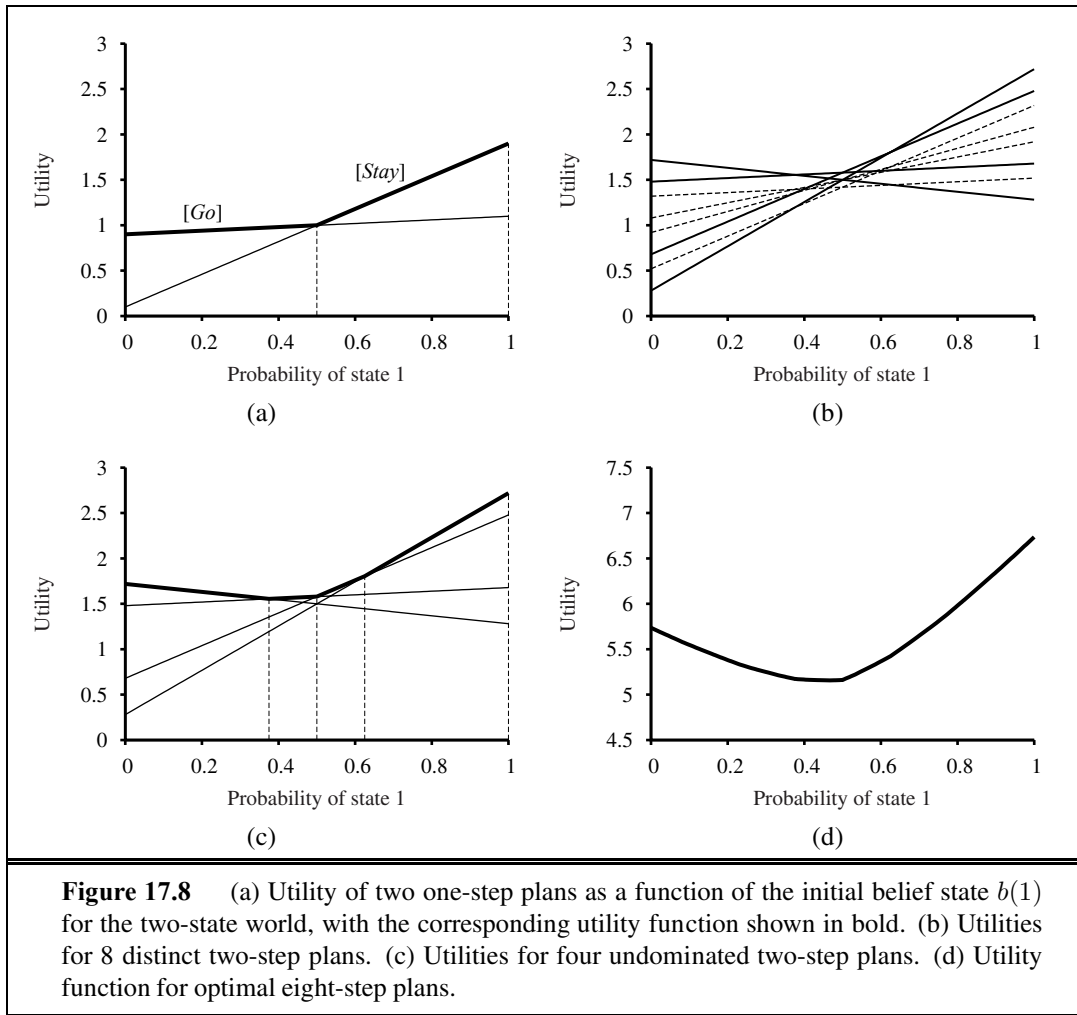 3
2.5
2
1.5
1
0.5
0
Utility
[Go]
[Stay]
0 0.2 0.4 0.6 0.8 1
Probability of state 1
(a)
3
2.5
2
1.5
1
0.5
0
Utility
0 0.2 0.4 0.6 0.8 1
Probability of state 1
(b)
3
2.5
2
1.5
1
0.5
0
Utility
0 0.2 0.4 0.6 0.8 1
Probability of state 1
(c)
7.5
7
6.5
6
5.5
5
4.5
Utility
0 0.2 0.4 0.6 0.8 1
Probability of state 1
(d)
Figure 17.8 (a) Utility of two one-step plans as a function of the initial belief state b(1)
for the two-state world, with the corresponding utility function shown in bold. (b) Utilities
for 8 distinct two-step plans. (c) Utilities for four undominated two-step plans. (d) Utility
function for optimal eight-step plans.